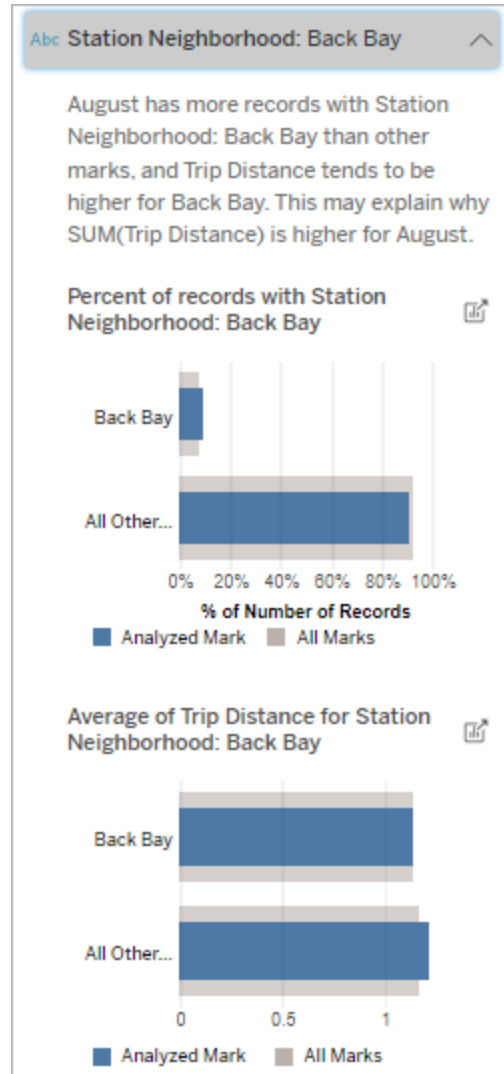 Abc Station Neighborhood: Back Bay
August has more records with Station
Neighborhood: Back Bay than other
marks, and Trip Distance tends to be
higher for Back Bay. This may explain why
SUM(Trip Distance) is higher for August.
Percent of records with Station
Neighborhood: Back Bay
Back Bay
All Other...
0% 20% 40% 60% 80% 100%
% of Number of Records
Analyzed Mark All Marks
Average of Trip Distance for Station
Neighborhood: Back Bay
Back Bay
All Other...
0 0.5 1
Analyzed Mark All Marks